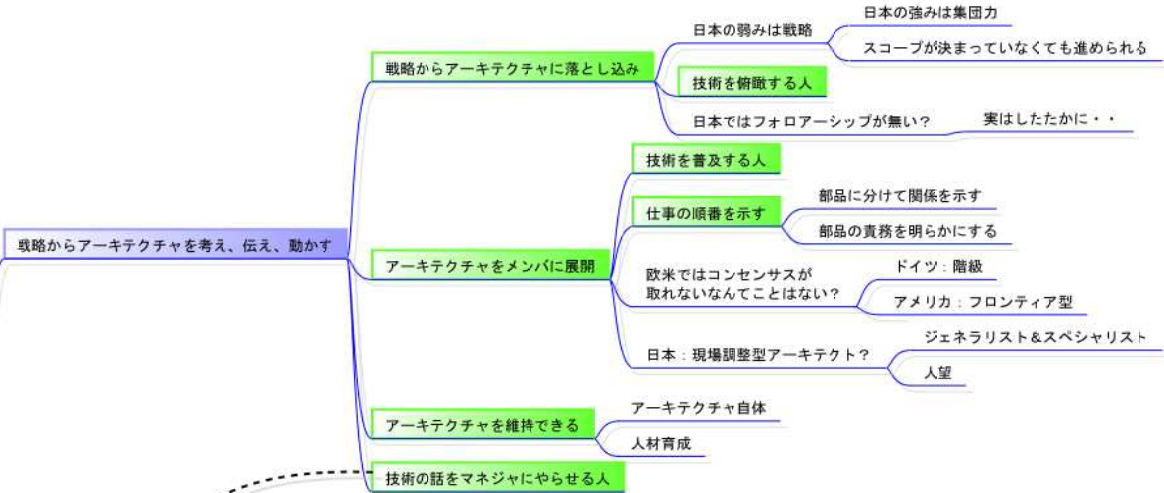 戦略からアーキテクチャを考え、伝え、動かす
戦略からアーキテクチャに落とし込み
日本の弱みは戦略
日本の強みは集団力
スコープが決まっていなくても進められる
技術を俯瞰する人
日本ではフォロアーシップが無い?
実はしたたかに・・
アーキテクチャをメンバに展開
技術を普及する人
仕事の順番を示す
部品に分けて関係を示す
部品の責務を明らかにする
欧米ではコンセンサスが
取れないなんてことはない?
ドイツ:階級
アメリカ:フロンティア型
日本:現場調整型アーキテクト?
ジェネラリスト&スペシャリスト
人望
アーキテクチャを維持できる
アーキテクチャ自体
人材育成
技術の話をマネジャにやらせる人